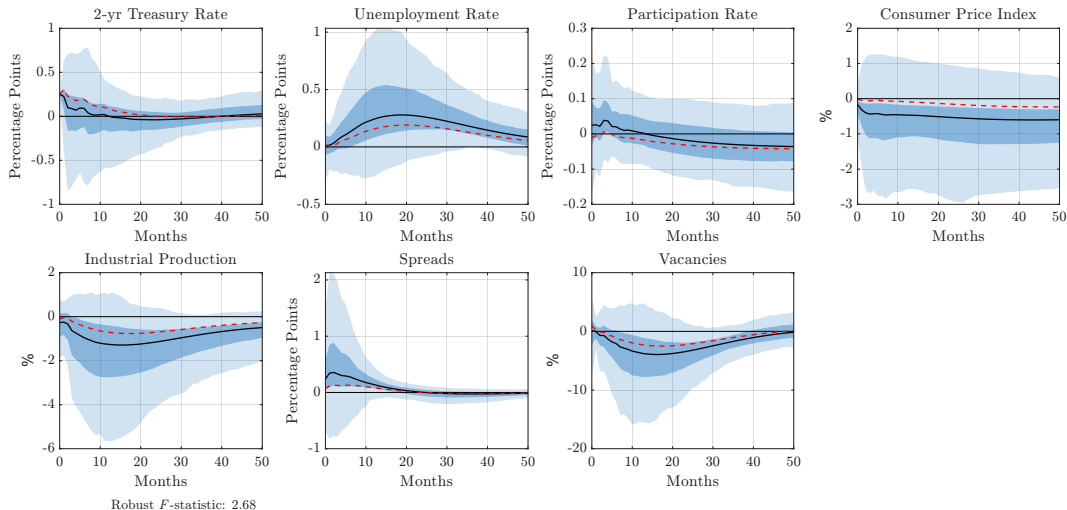 2-yr Treasury Rate
Percentage Points
1
0.5
0
-0.5
-1
0 10 20 30 40 50
Months
Unemployment Rate
Percentage Points
1
0.5
0
-0.5
0 10 20 30 40 50
Months
Participation Rate
Percentage Points
0.3
0.2
0.1
0
-0.1
-0.2
0 10 20 30 40 50
Months
Consumer Price Index
%
2
1
0
-1
-2
-3
0 10 20 30 40 50
Months
Industrial Production
%
2
0
-2
-4
-6
0 10 20 30 40 50
Months
Spreads
Percentage Points
2
1
0
-1
0 10 20 30 40 50
Months
Vacancies
%
10
0
-10
-20
0 10 20 30 40 50
Months
Robust F-statistic: 2.68